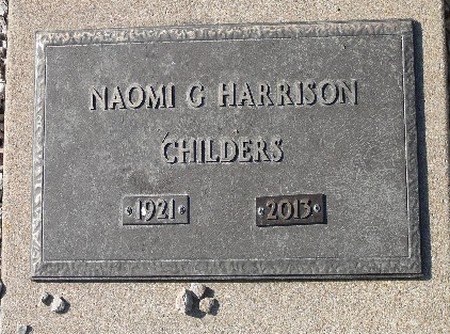 NAOMI G HARRISON
CHILDERS
1921 2013